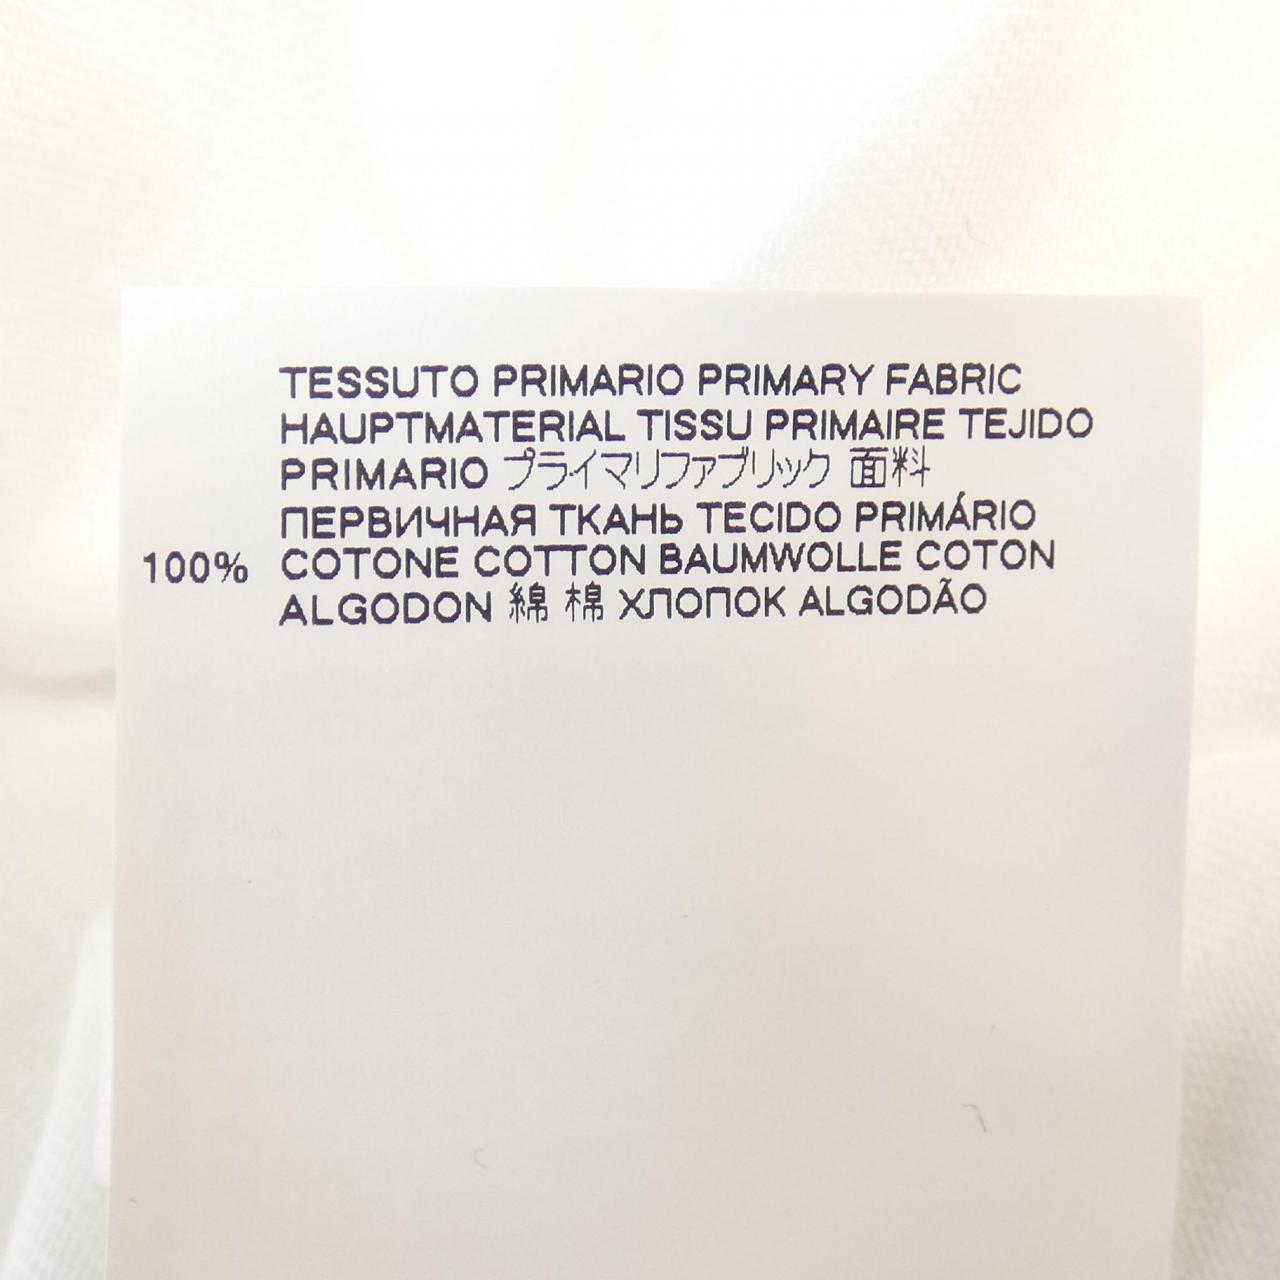 TESSUTO PRIMARIO PRIMARY FABRIC
HAUPTMATERIAL TISSU PRIMAIRE TEJIDO
PRIMARIO プライマリファブリック 面料
ПЕРВИЧНАЯ ТКАНЬ TECIDO PRIMÁRIO
100% COTONE COTTON BAUMWOLLE COTON
ALGODON 綿 棉 ХЛОПОК ALGODÃO